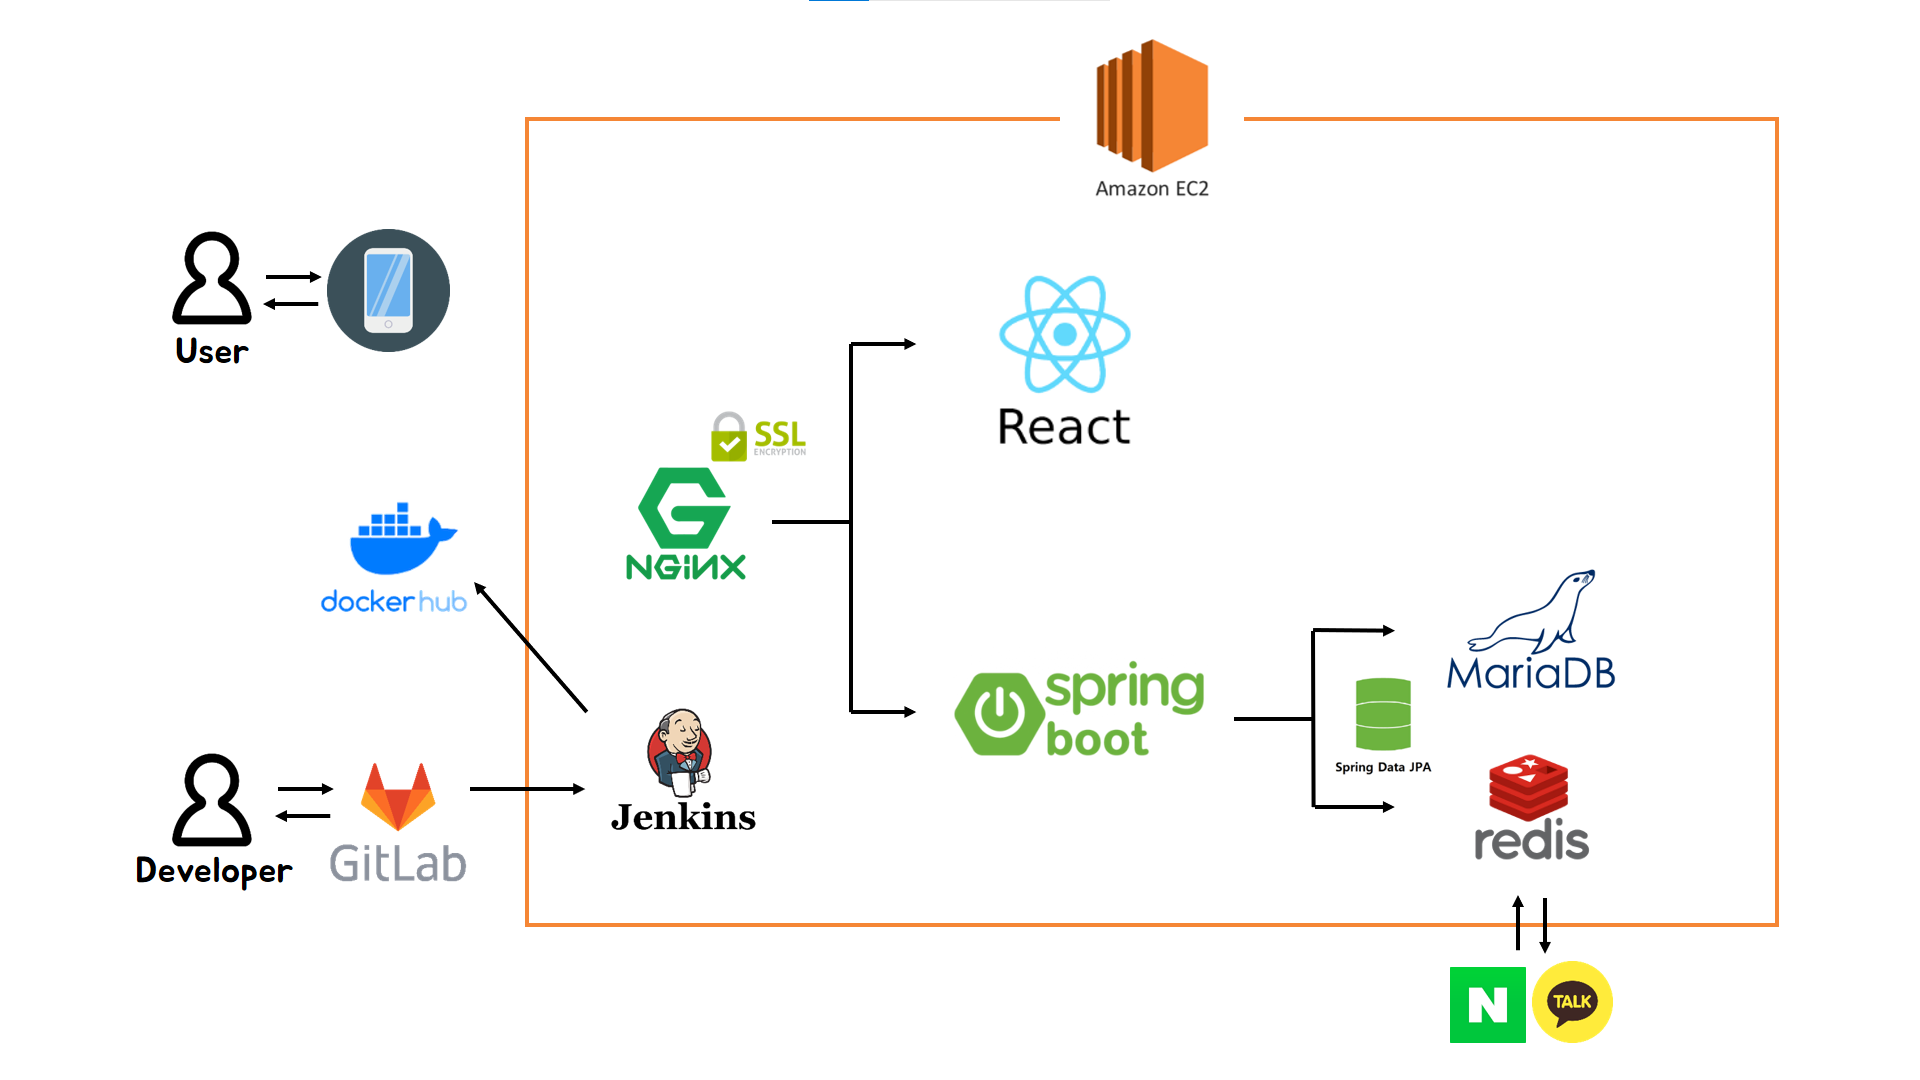 Amazon EC2
User
React
SSL
ENCRYPTION
NGiNX
docker hub
MariaDB
spring
boot
Spring Data JPA
Jenkins
redis
Developer
GitLab
N
TALK